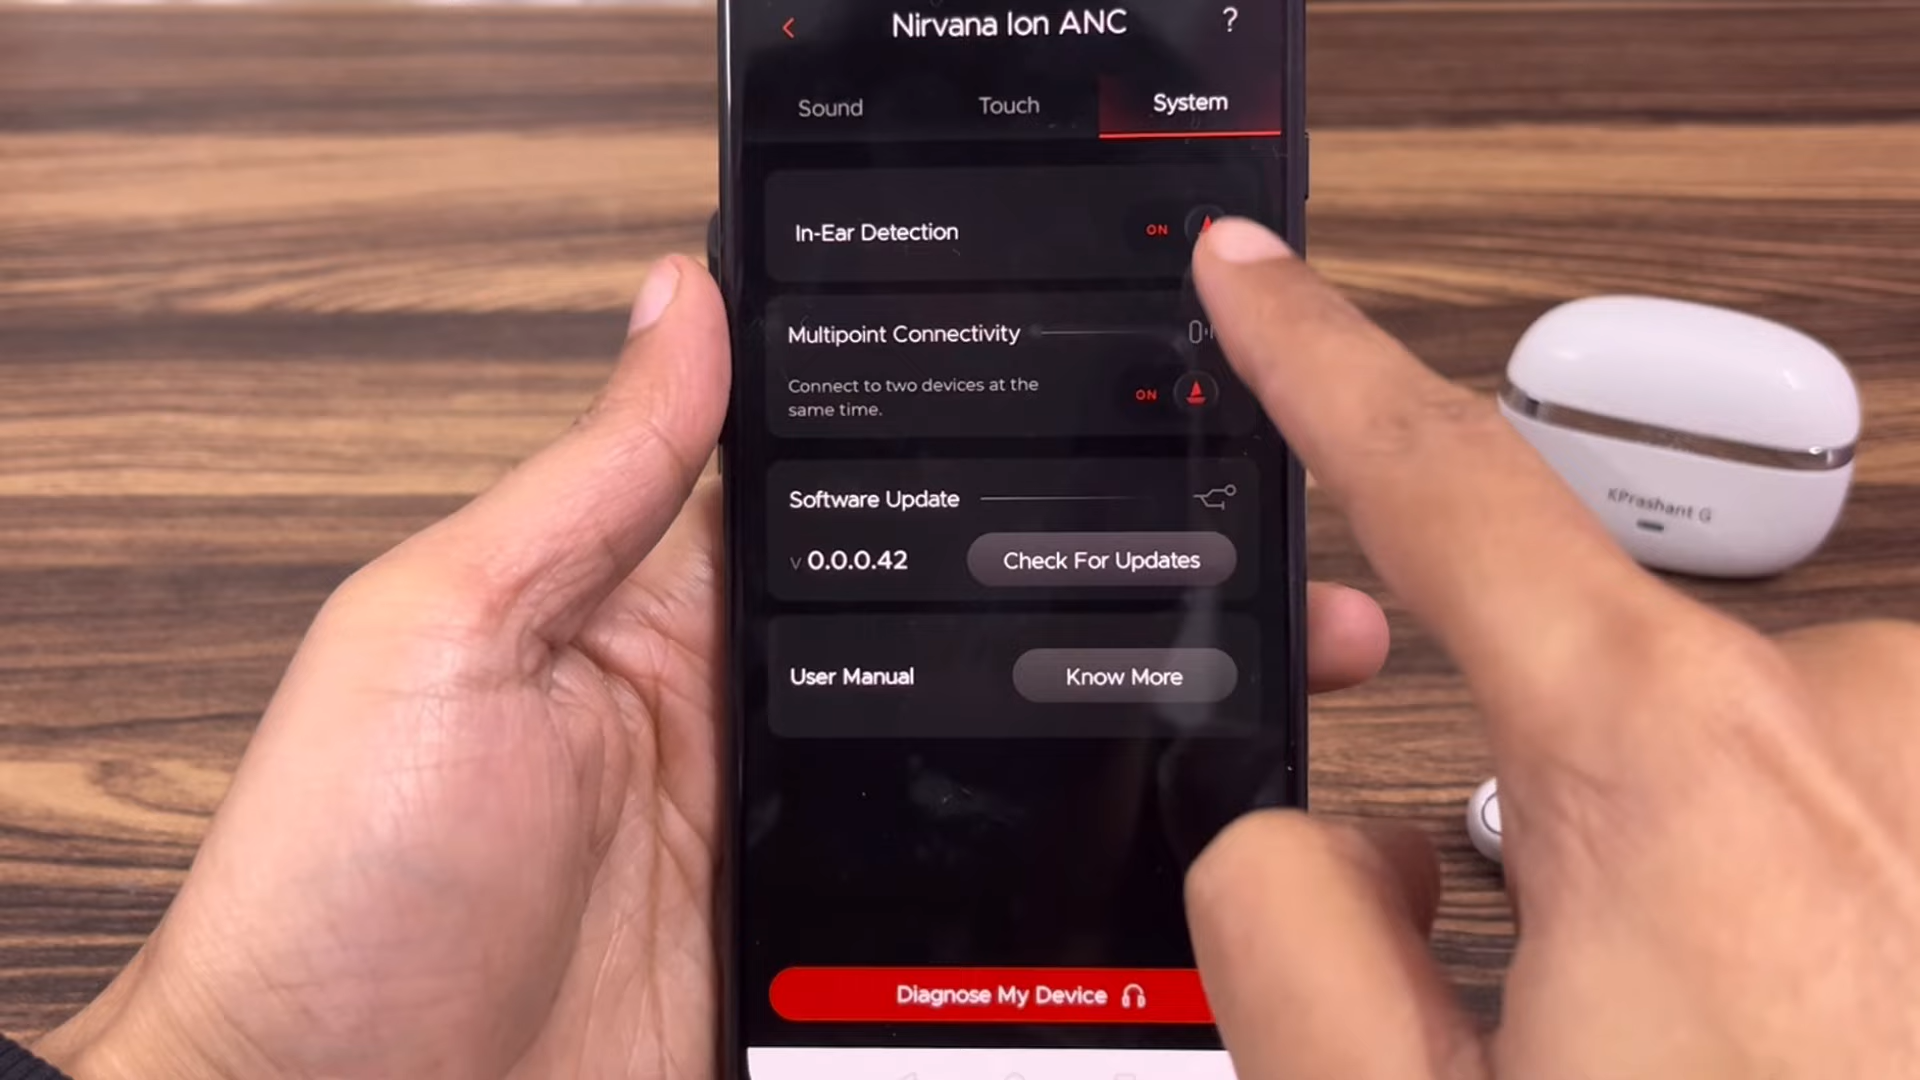 Nirvana Ion ANC ?
Sound Touch System
In-Ear Detection ON
Multipoint Connectivity
Connect to two devices at the
same time.
ON
Software Update
v 0.0.0.42 Check For Updates
User Manual Know More
Diagnose My Device
KPrashant G